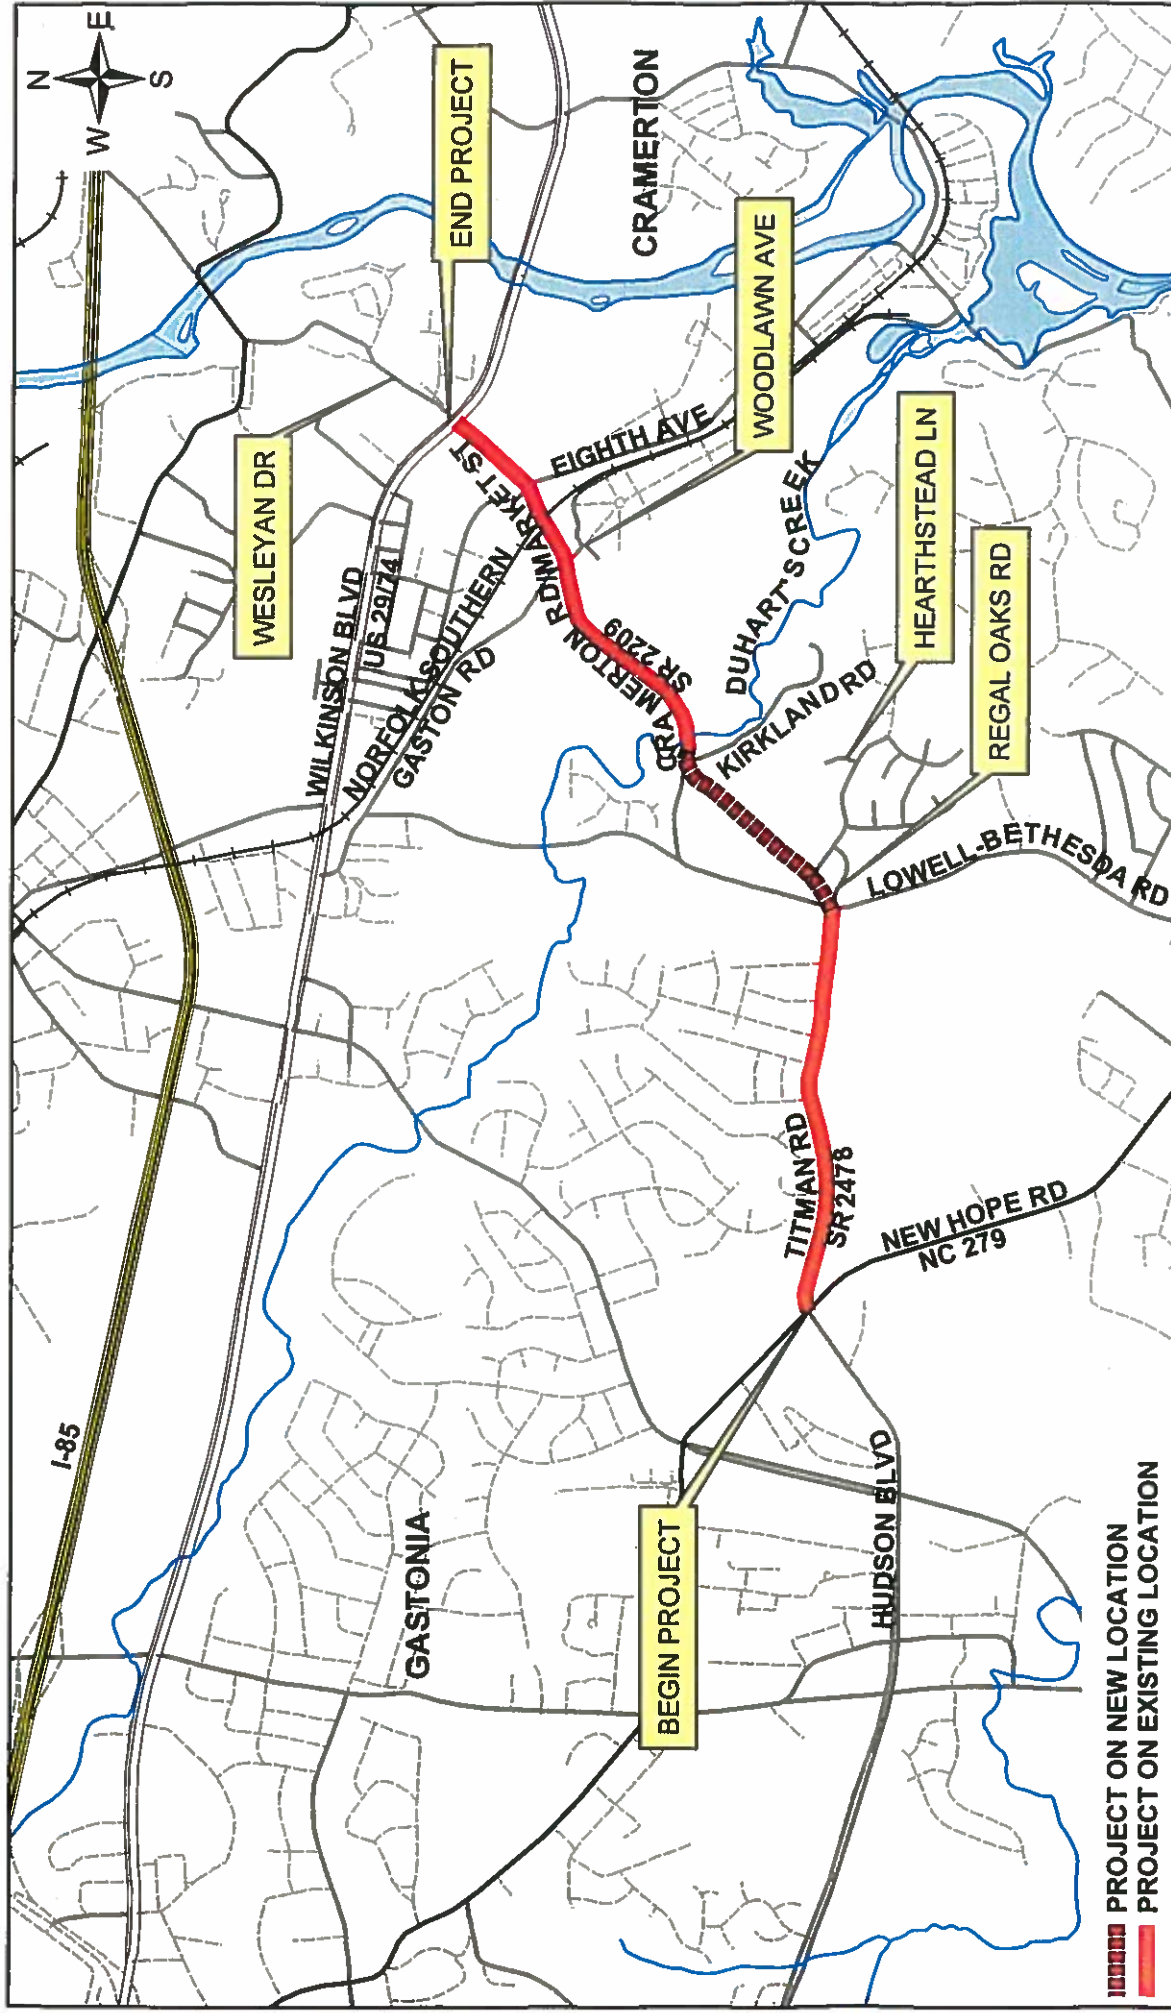 N
W
E
S
I-85
GASTONIA
CRAMERTON
END PROJECT
WESLEYAN DR
WILKINSON BLVD
US 29/74
NORFOLK SOUTHERN
GASTON RD
MARKET ST
EIGHTH AVE
WOODLAWN AVE
CRAMERTON RD/
SR 2209
DUHART'S CREEK
KIRKLAND RD
HEARTHSTEAD LN
REGAL OAKS RD
LOWELL-BETHESDA RD
TITMAN RD
SR 2478
NEW HOPE RD
NC 279
BEGIN PROJECT
HUDSON BLVD
PROJECT ON NEW LOCATION
PROJECT ON EXISTING LOCATION